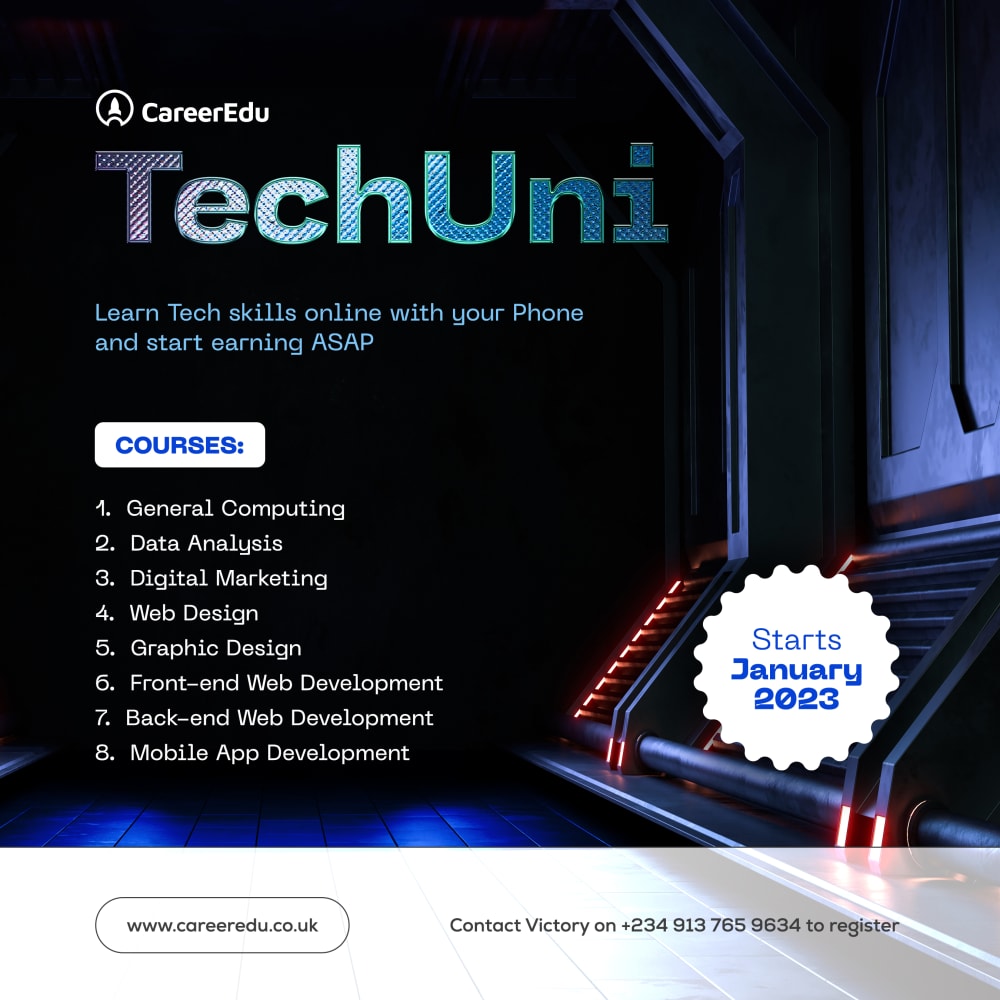 CareerEdu
TechUni
Learn Tech skills online with your Phone
and start earning ASAP
COURSES:
1. General Computing
2. Data Analysis
3. Digital Marketing
4. Web Design
5. Graphic Design
6. Front-end Web Development
7. Back-end Web Development
8. Mobile App Development
Starts
January
2023
www.careeredu.co.uk
Contact Victory on +234 913 765 9634 to register